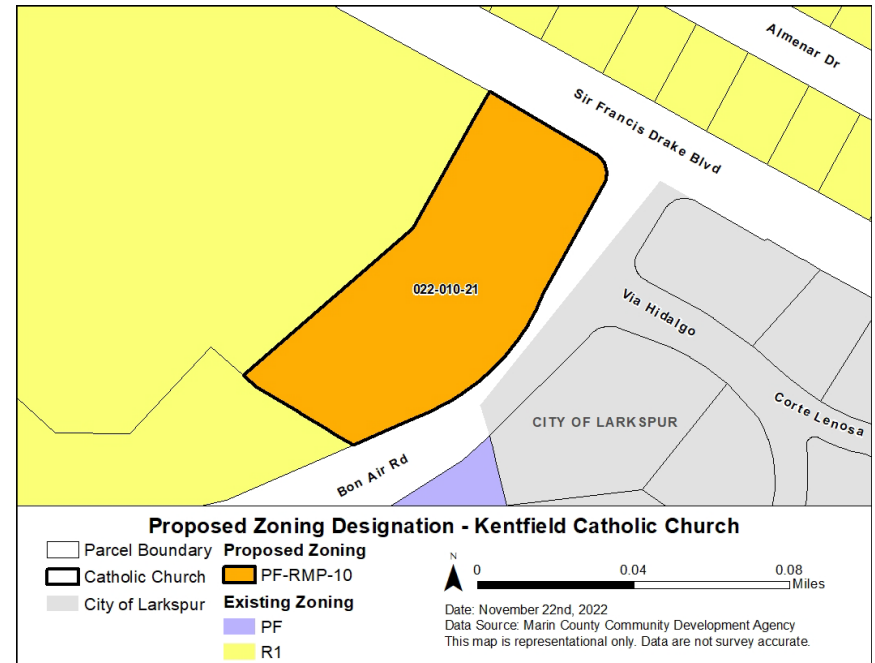 Almenar Dr
Sir Francis Drake Blvd
022-010-21
Via Hidalgo
Corte Lenosa
CITY OF LARKSPUR
Bon Air Rd
Proposed Zoning Designation - Kentfield Catholic Church
Parcel Boundary
Catholic Church
City of Larkspur
Proposed Zoning
PF-RMP-10
Existing Zoning
PF
R1
N
0 0.04 0.08
Miles
Date: November 22nd, 2022
Data Source: Marin County Community Development Agency
This map is representational only. Data are not survey accurate.